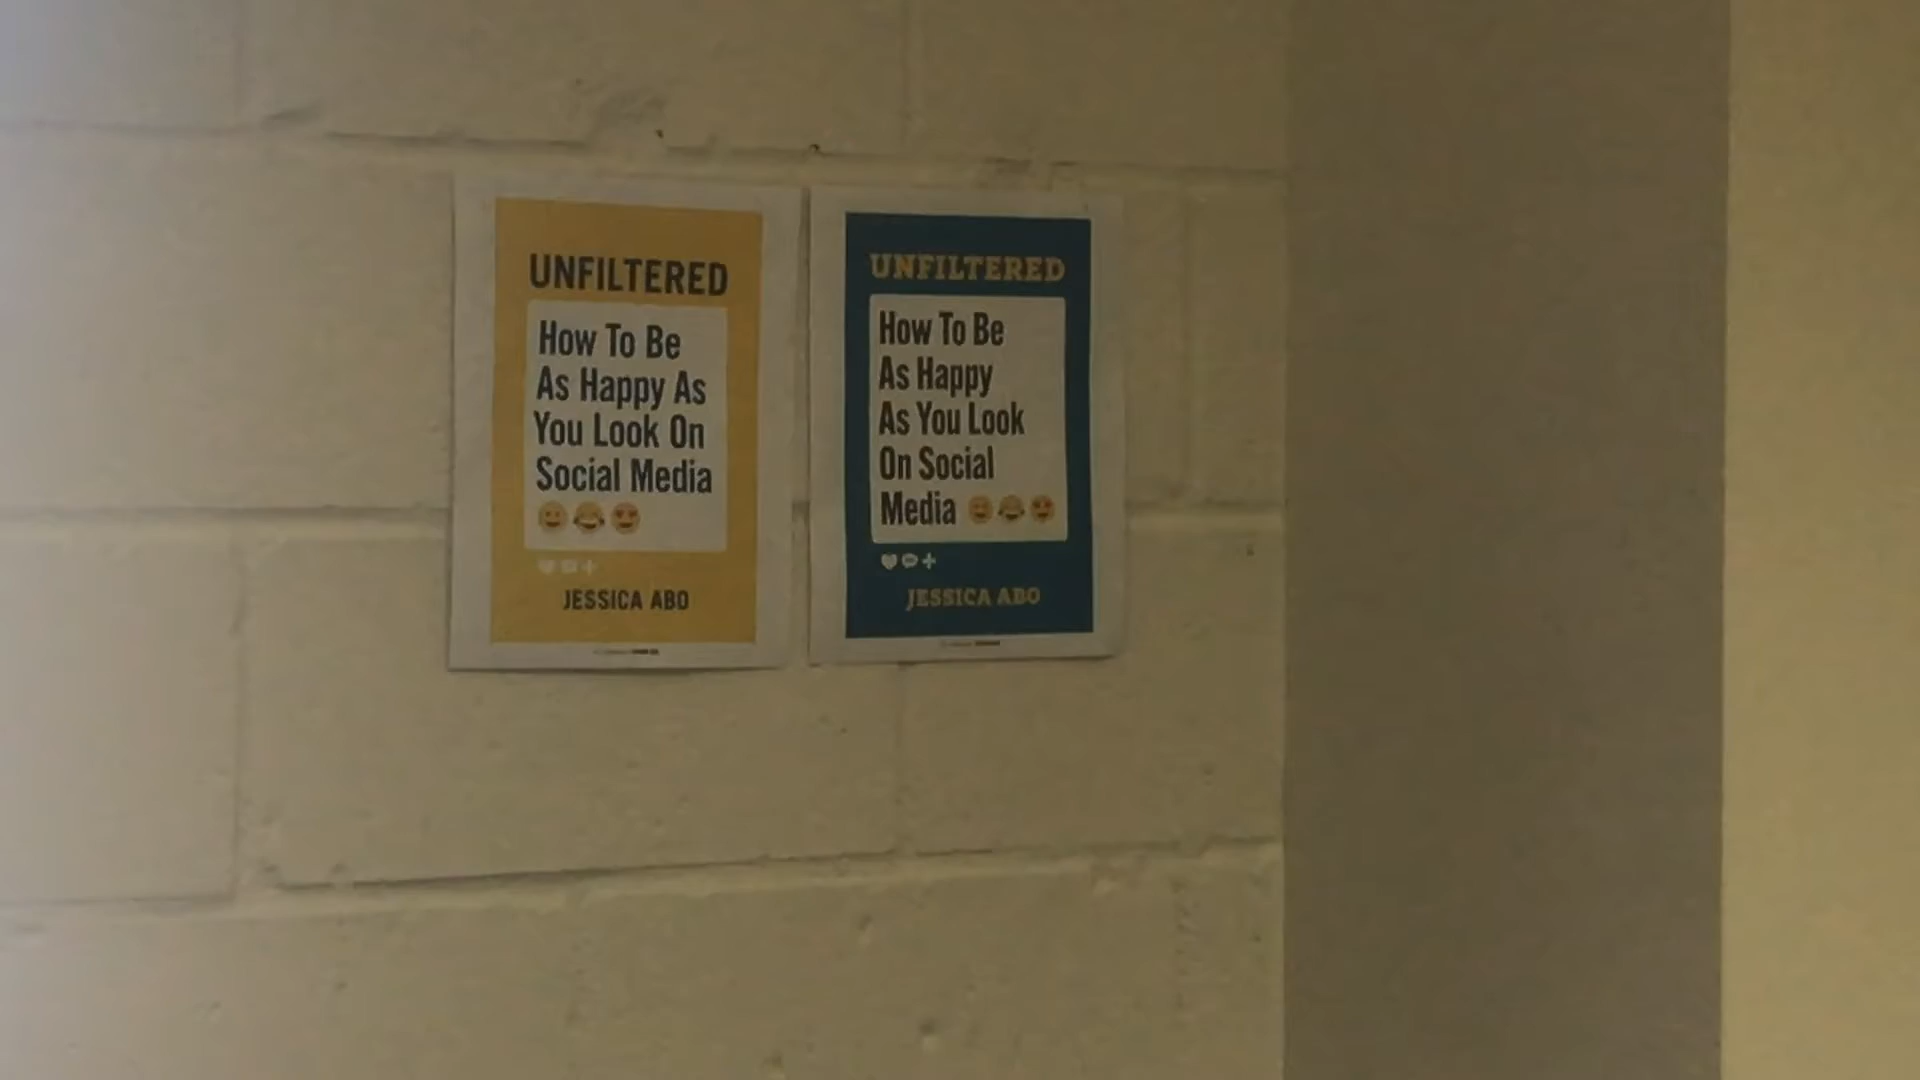 UNFILTERED
How To Be
As Happy As
You Look On
Social Media
JESSICA ABO
UNFILTERED
How To Be
As Happy
As You Look
On Social
Media
JESSICA ABO